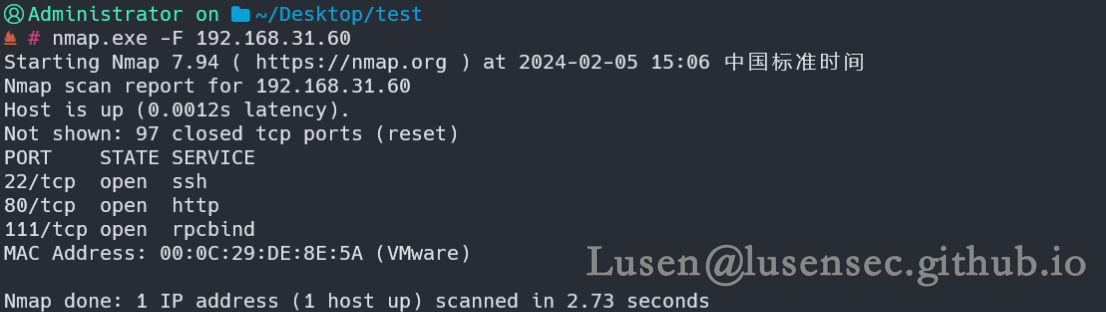 Administrator on ~/Desktop/test
# nmap.exe -F 192.168.31.60
Starting Nmap 7.94 ( https://nmap.org ) at 2024-02-05 15:06 中国标准时间
Nmap scan report for 192.168.31.60
Host is up (0.0012s latency).
Not shown: 97 closed tcp ports (reset)
PORT    STATE SERVICE
22/tcp  open  ssh
80/tcp  open  http
111/tcp open  rpcbind
MAC Address: 00:0C:29:DE:8E:5A (VMware)
Lusen@lusensec.github.io
Nmap done: 1 IP address (1 host up) scanned in 2.73 seconds